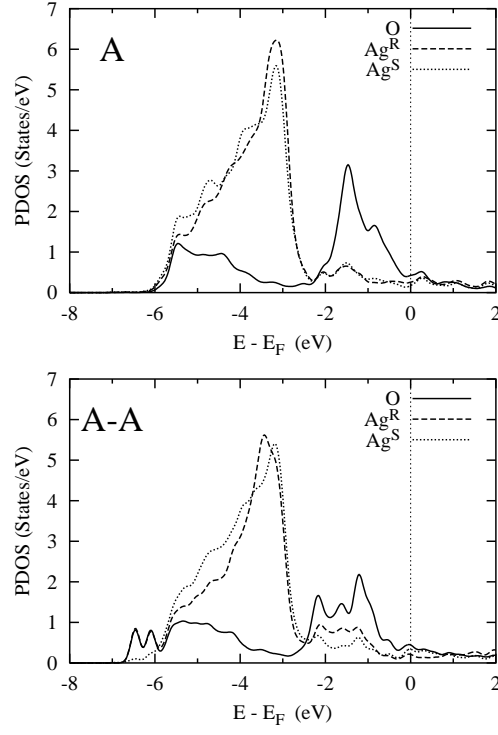 A
O
Ag^R
Ag^S
PDOS (States/eV)
7
6
5
4
3
2
1
0
-8 -6 -4 -2 0 2
E - E_F (eV)
A-A
O
Ag^R
Ag^S
PDOS (States/eV)
7
6
5
4
3
2
1
0
-8 -6 -4 -2 0 2
E - E_F (eV)